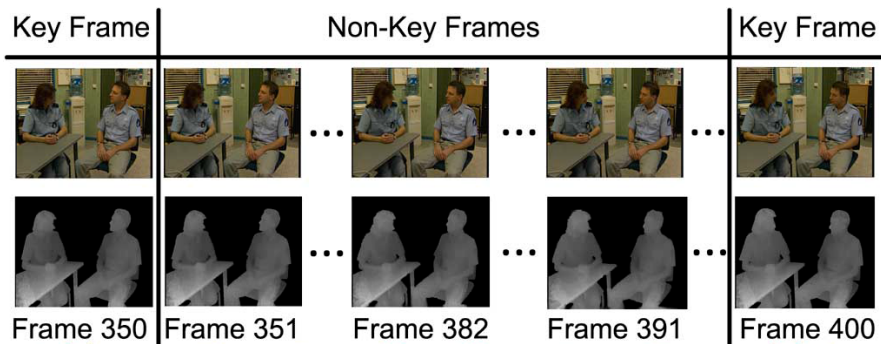 Key Frame Non-Key Frames Key Frame
... ... ...
... ... ...
Frame 350 Frame 351 Frame 382 Frame 391 Frame 400